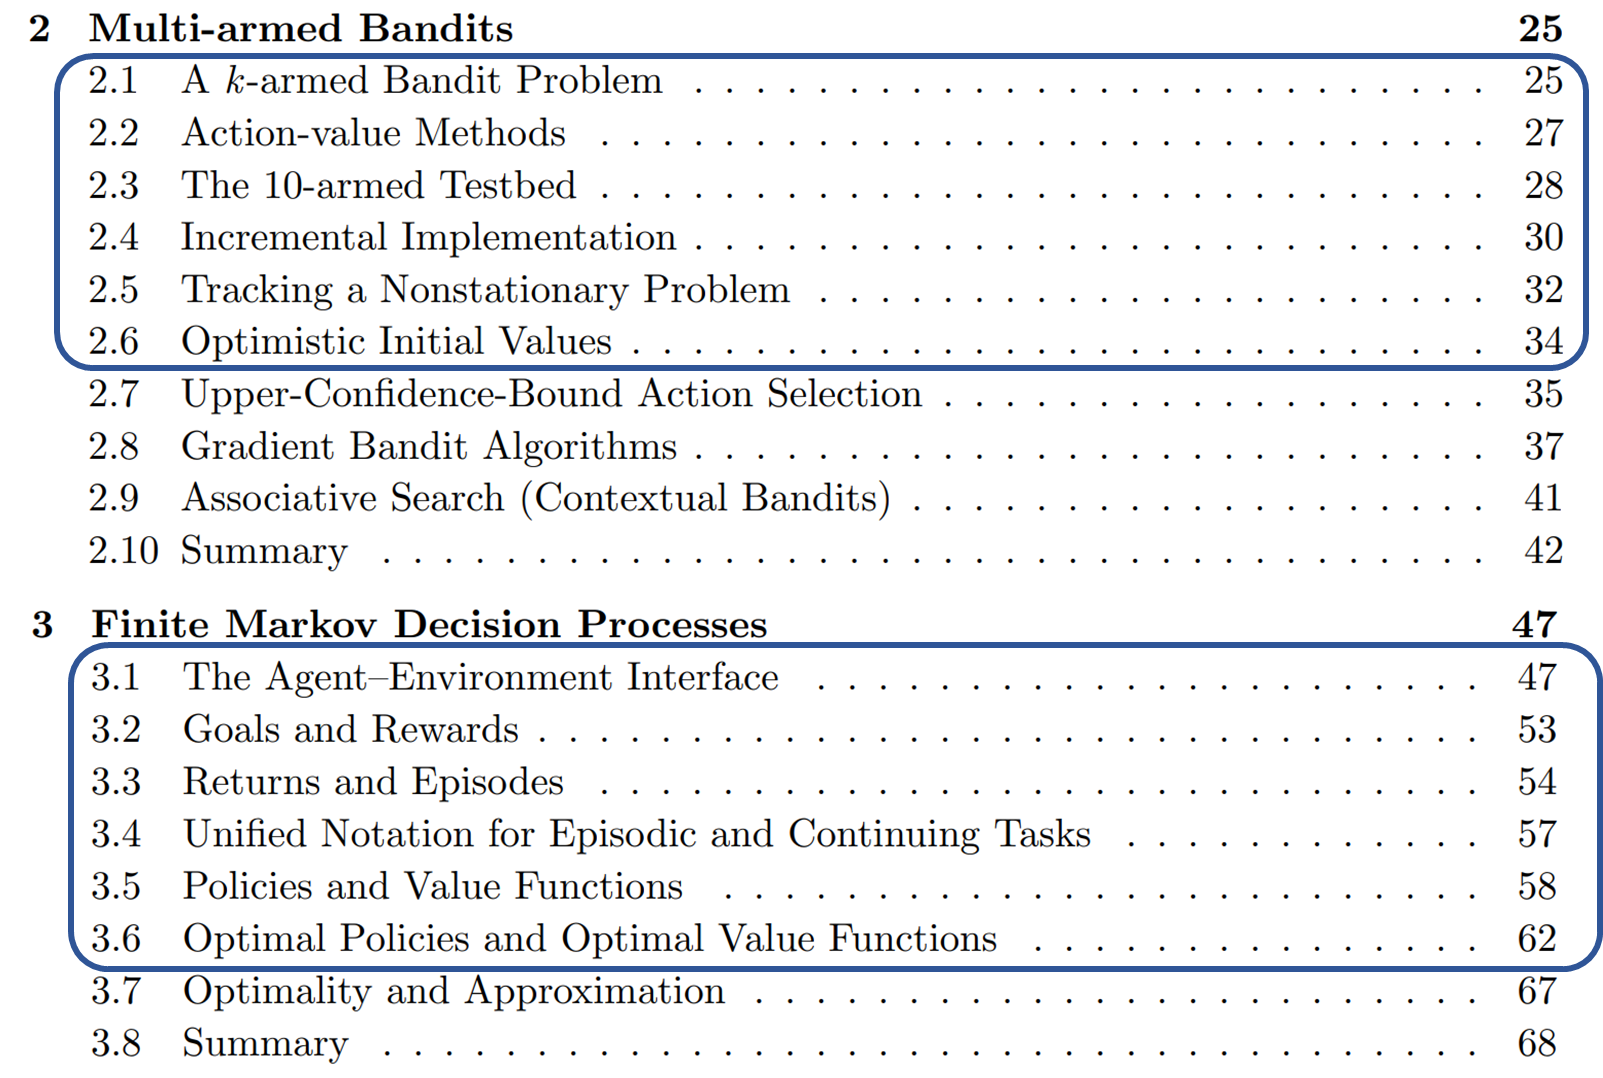 2 Multi-armed Bandits 25
2.1 A k-armed Bandit Problem . . . . . . . . . . . . . . . . . . . . . . . . . . 25
2.2 Action-value Methods . . . . . . . . . . . . . . . . . . . . . . . . . . . . . 27
2.3 The 10-armed Testbed . . . . . . . . . . . . . . . . . . . . . . . . . . . . . 28
2.4 Incremental Implementation . . . . . . . . . . . . . . . . . . . . . . . . . . 30
2.5 Tracking a Nonstationary Problem . . . . . . . . . . . . . . . . . . . . . . 32
2.6 Optimistic Initial Values . . . . . . . . . . . . . . . . . . . . . . . . . . . . 34
2.7 Upper-Confidence-Bound Action Selection . . . . . . . . . . . . . . . . . . 35
2.8 Gradient Bandit Algorithms . . . . . . . . . . . . . . . . . . . . . . . . . . 37
2.9 Associative Search (Contextual Bandits) . . . . . . . . . . . . . . . . . . . 41
2.10 Summary . . . . . . . . . . . . . . . . . . . . . . . . . . . . . . . . . . . . 42
3 Finite Markov Decision Processes 47
3.1 The Agent–Environment Interface . . . . . . . . . . . . . . . . . . . . . . 47
3.2 Goals and Rewards . . . . . . . . . . . . . . . . . . . . . . . . . . . . . . . 53
3.3 Returns and Episodes . . . . . . . . . . . . . . . . . . . . . . . . . . . . . 54
3.4 Unified Notation for Episodic and Continuing Tasks . . . . . . . . . . . . 57
3.5 Policies and Value Functions . . . . . . . . . . . . . . . . . . . . . . . . . 58
3.6 Optimal Policies and Optimal Value Functions . . . . . . . . . . . . . . . 62
3.7 Optimality and Approximation . . . . . . . . . . . . . . . . . . . . . . . . 67
3.8 Summary . . . . . . . . . . . . . . . . . . . . . . . . . . . . . . . . . . . . 68